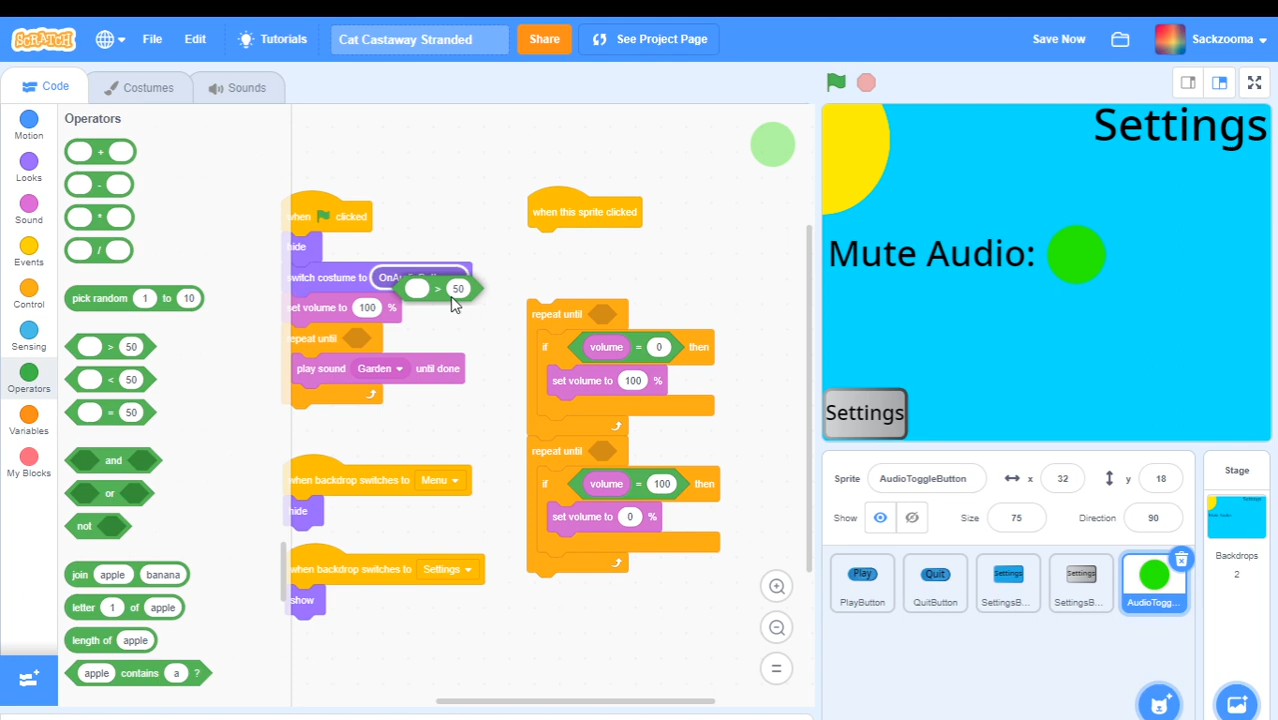 SCRATCH File Edit Tutorials Cat Castaway Stranded Share See Project Page Save Now Sackzooma
Code Costumes Sounds
Motion
Looks
Sound
Events
Control
Sensing
Operators
Variables
My Blocks
Operators
+
-
*
/
pick random 1 to 10
> 50
< 50
= 50
and
or
not
join apple banana
letter 1 of apple
length of apple
apple contains a ?
when clicked
hide
switch costume to
set volume to 100 %
repeat until
play sound Garden until done
> 50
when backdrop switches to Menu
hide
when backdrop switches to Settings
show
when this sprite clicked
repeat until
if volume = 0 then
set volume to 100 %
repeat until
if volume = 100 then
set volume to 0 %
Settings
Mute Audio:
Settings
Sprite AudioToggleButton x 32 y 18
Show Size 75 Direction 90
Play
PlayButton
Quit
QuitButton
Settings
SettingsB...
Settings
SettingsB...
AudioTogg...
Stage
Settings
Mute Audio:
Backdrops
2